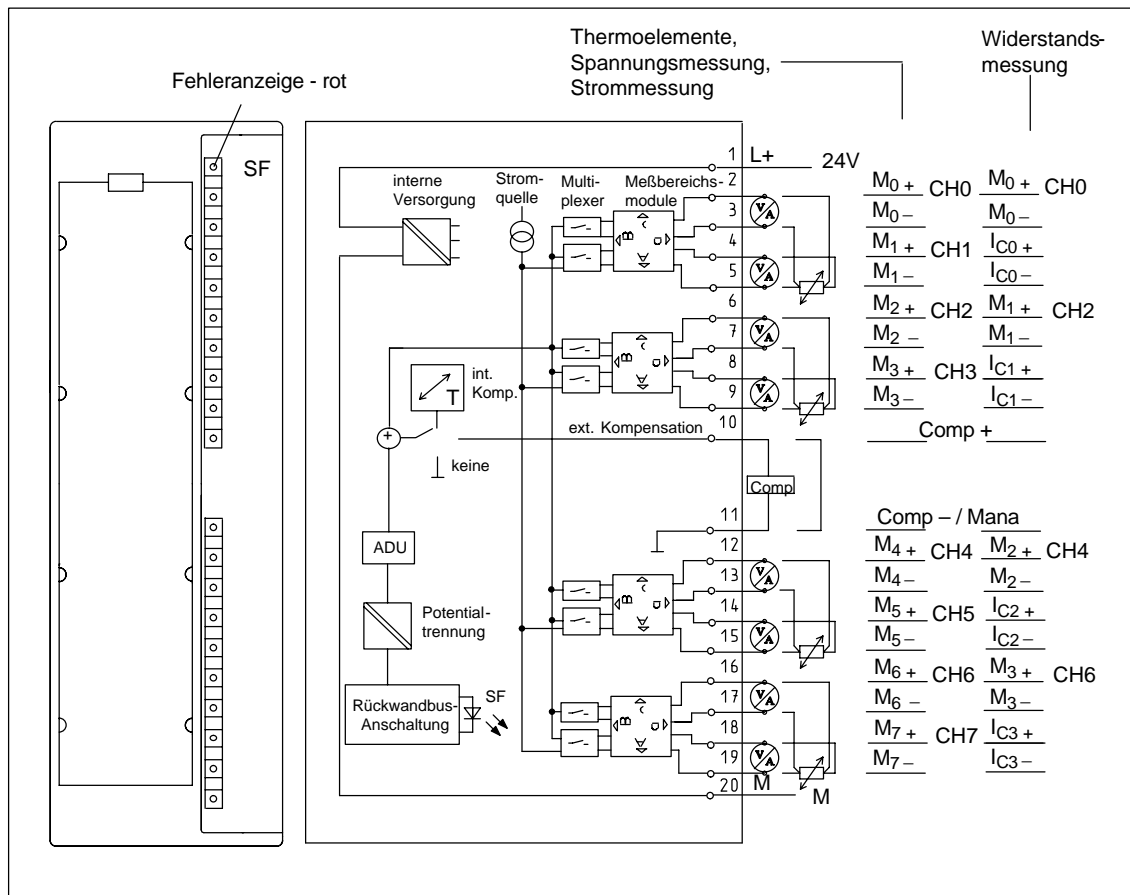 Thermoelemente,
Spannungsmessung,
Strommessung
Widerstands-
messung
Fehleranzeige - rot
SF
interne
Versorgung
Strom-
quelle
Multi-
plexer
Meßbereichs-
module
1 L+ 24V
2
3
4
5
6
7
8
9
10
11
12
13
14
15
16
17
18
19
20
M
M
V A
V A
V A
V A
V A
V A
V A
V A
A B C D
A B C D
A B C D
A B C D
int.
Komp.
T
+
keine
ext. Kompensation
Comp
ADU
Potential-
trennung
Rückwandbus-
Anschaltung
SF
M0 + CH0 M0 + CH0
M0 – M0 –
M1 + CH1 IC0 +
M1 – IC0 –
M2 + CH2 M1 + CH2
M2 – M1 –
M3 + CH3 IC1 +
M3 – IC1 –
Comp +
Comp – / Mana
M4 + CH4 M2 + CH4
M4 – M2 –
M5 + CH5 IC2 +
M5 – IC2 –
M6 + CH6 M3 + CH6
M6 – M3 –
M7 + CH7 IC3 +
M7 – IC3 –